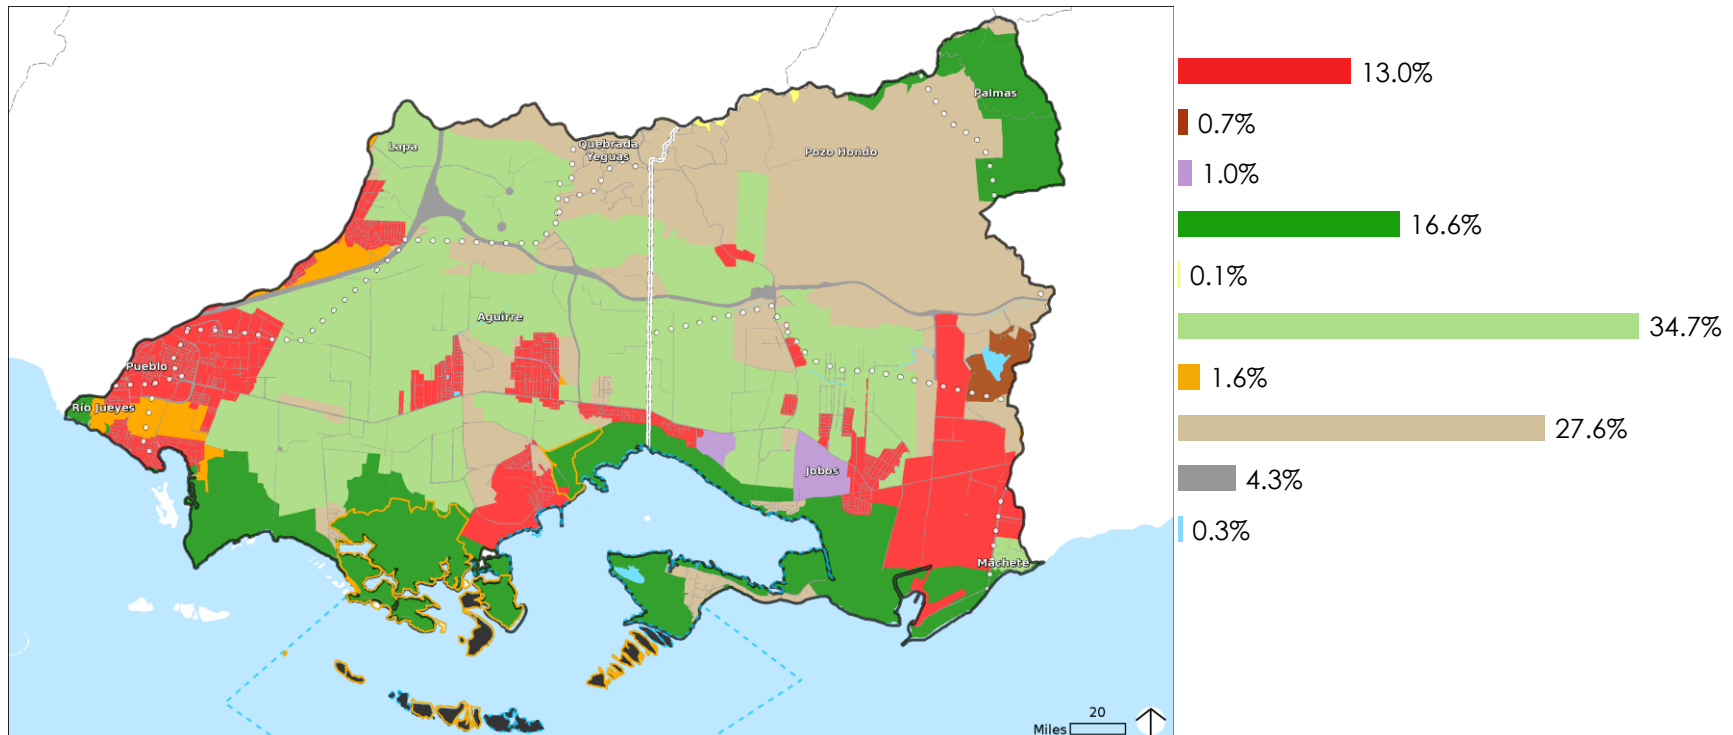 Palmas
Lapa
Quebrada
Yeguas
Pozo Hondo
Aguirre
Pueblo
Río Jueyes
Jobos
Machete
20
Miles
13.0%
0.7%
1.0%
16.6%
0.1%
34.7%
1.6%
27.6%
4.3%
0.3%